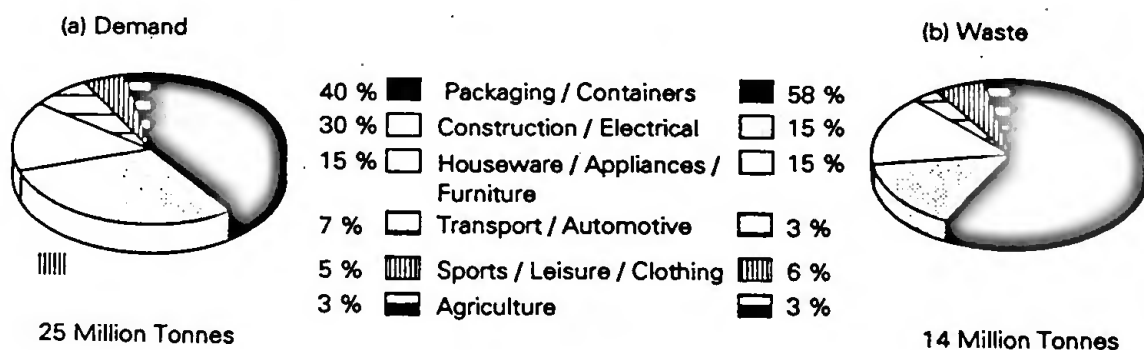 (a) Demand
(b) Waste
40 % Packaging / Containers 58 %
30 % Construction / Electrical 15 %
15 % Houseware / Appliances / 15 %
Furniture
7 % Transport / Automotive 3 %
5 % Sports / Leisure / Clothing 6 %
3 % Agriculture 3 %
25 Million Tonnes
14 Million Tonnes